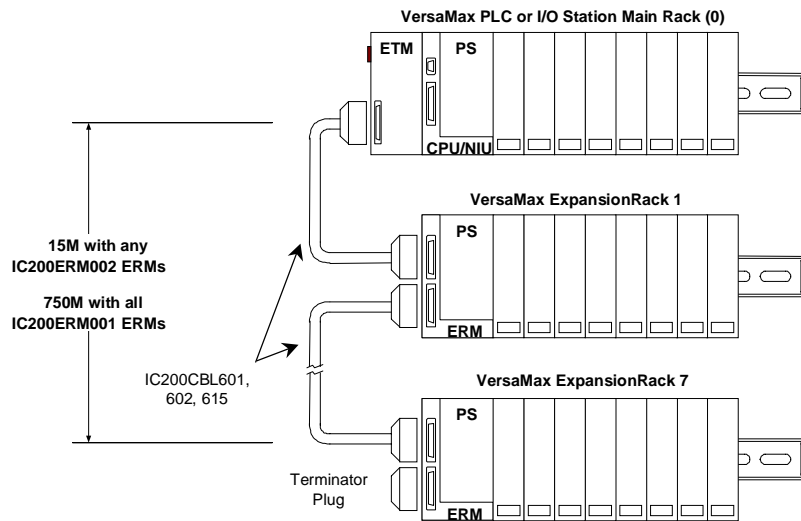 VersaMax PLC or I/O Station Main Rack (0)
ETM
PS
CPU/NIU
VersaMax ExpansionRack 1
PS
15M with any
IC200ERM002 ERMs
750M with all
IC200ERM001 ERMs
ERM
IC200CBL601,
602, 615
VersaMax ExpansionRack 7
PS
Terminator
Plug
ERM